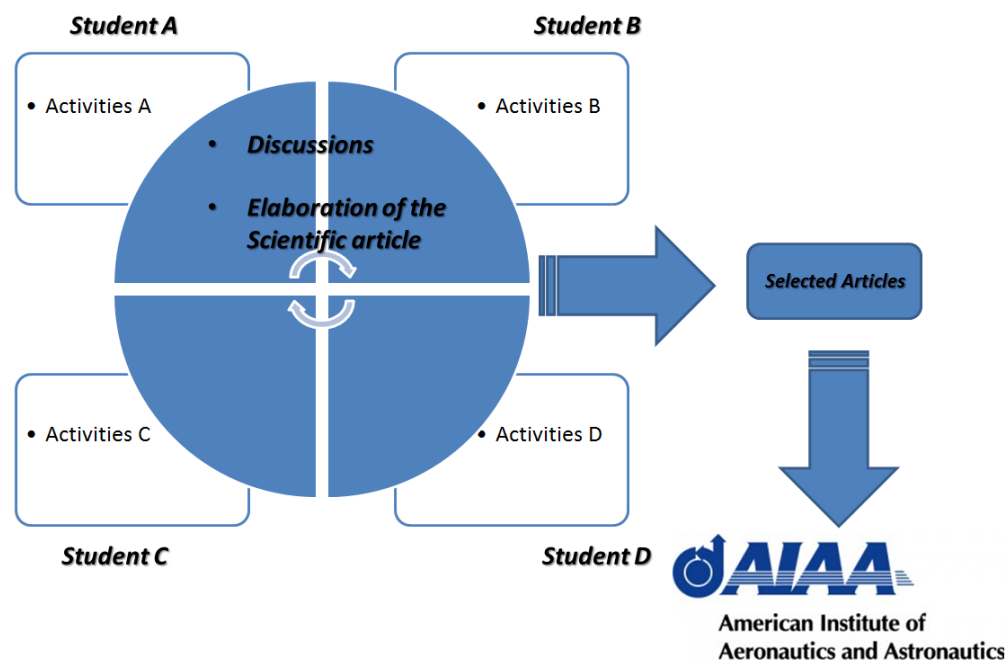 Student A
Student B
• Activities A
• Activities B
• Discussions
• Elaboration of the
Scientific article
Selected Articles
• Activities C
• Activities D
Student C
Student D
AIAA
American Institute of
Aeronautics and Astronautics